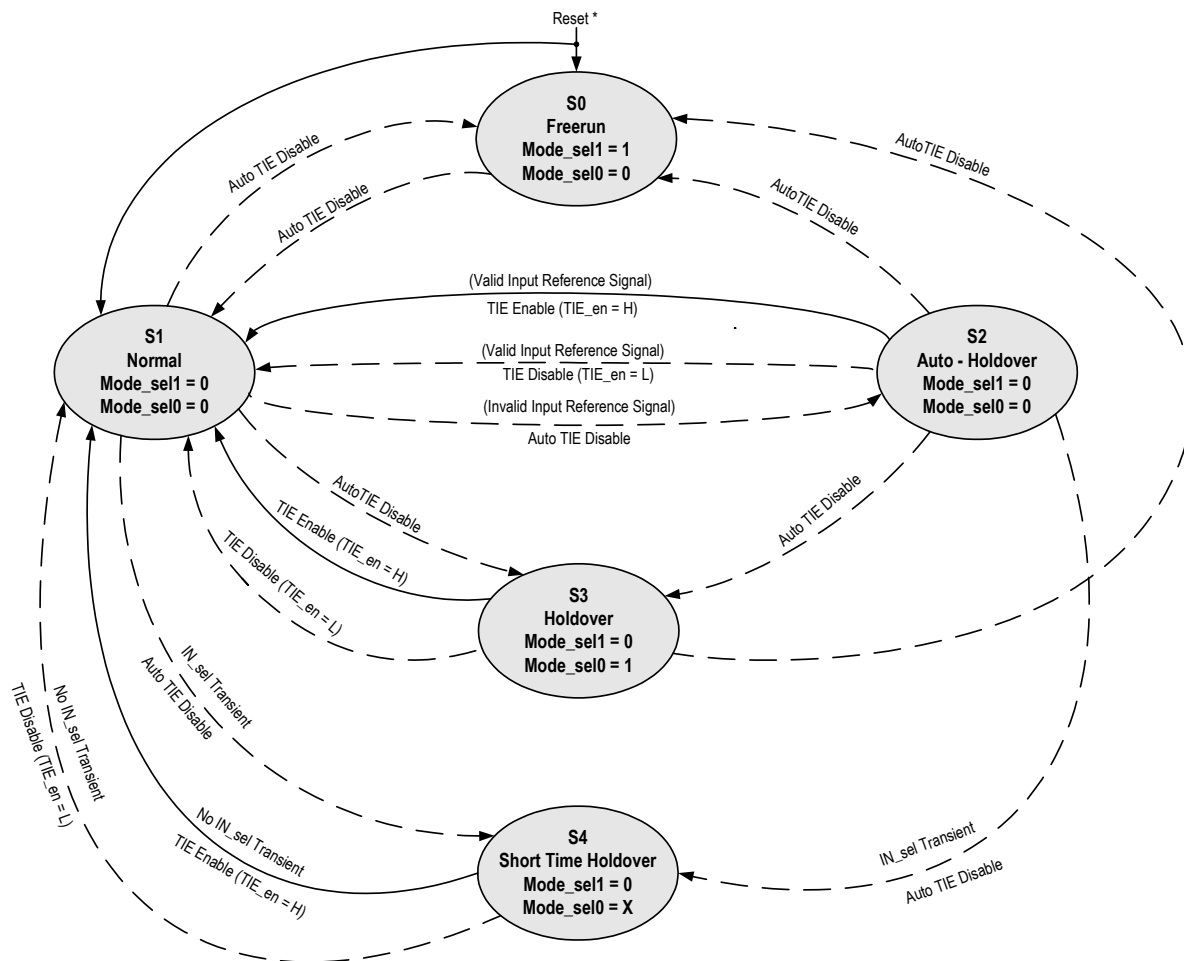 Reset *
S0
Freerun
Mode_sel1 = 1
Mode_sel0 = 0
Auto TIE Disable
Auto TIE Disable
AutoTIE Disable
AutoTIE Disable
(Valid Input Reference Signal)
TIE Enable (TIE_en = H)
S1
Normal
Mode_sel1 = 0
Mode_sel0 = 0
(Valid Input Reference Signal)
TIE Disable (TIE_en = L)
(Invalid Input Reference Signal)
Auto TIE Disable
S2
Auto - Holdover
Mode_sel1 = 0
Mode_sel0 = 0
AutoTIE Disable
TIE Enable (TIE_en = H)
TIE Disable (TIE_en = L)
Auto TIE Disable
S3
Holdover
Mode_sel1 = 0
Mode_sel0 = 1
IN_sel Transient
Auto TIE Disable
No IN_sel Transient
TIE Disable (TIE_en = L)
No IN_sel Transient
TIE Enable (TIE_en = H)
S4
Short Time Holdover
Mode_sel1 = 0
Mode_sel0 = X
IN_sel Transient
Auto TIE Disable